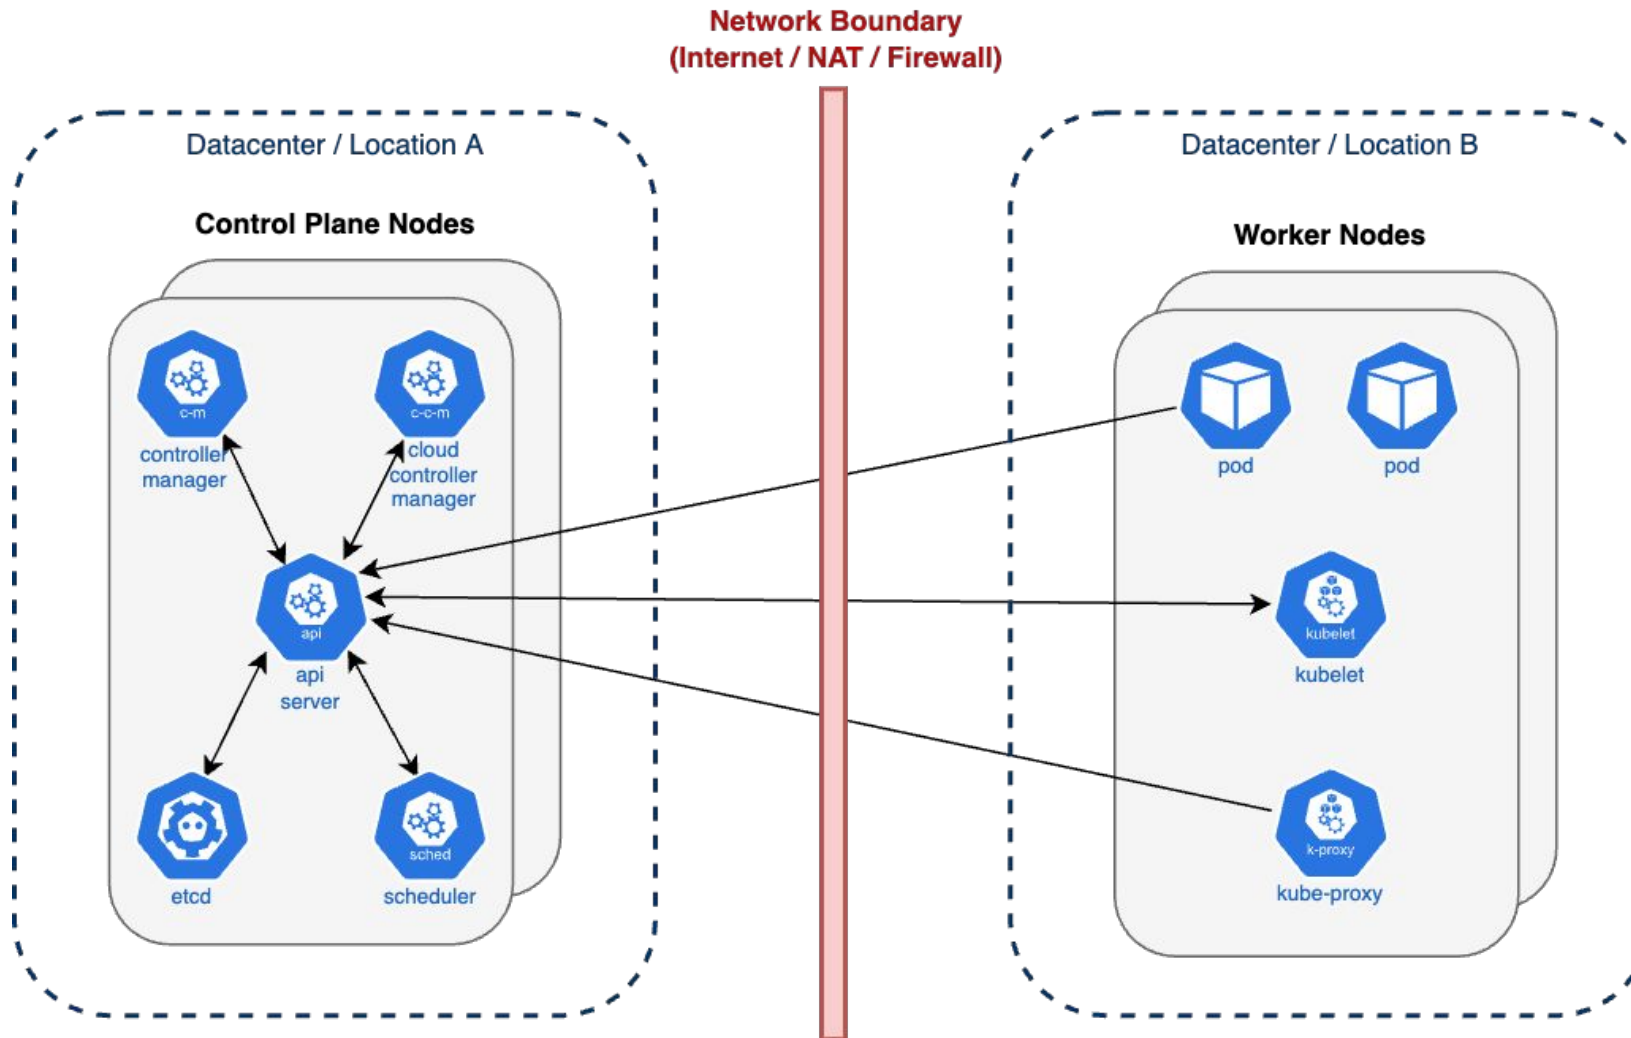 Network Boundary
(Internet / NAT / Firewall)
Datacenter / Location A
Control Plane Nodes
c-m
controller
manager
c-c-m
cloud
controller
manager
api
api
server
etcd
sched
scheduler
Datacenter / Location B
Worker Nodes
pod
pod
kubelet
kubelet
k-proxy
kube-proxy